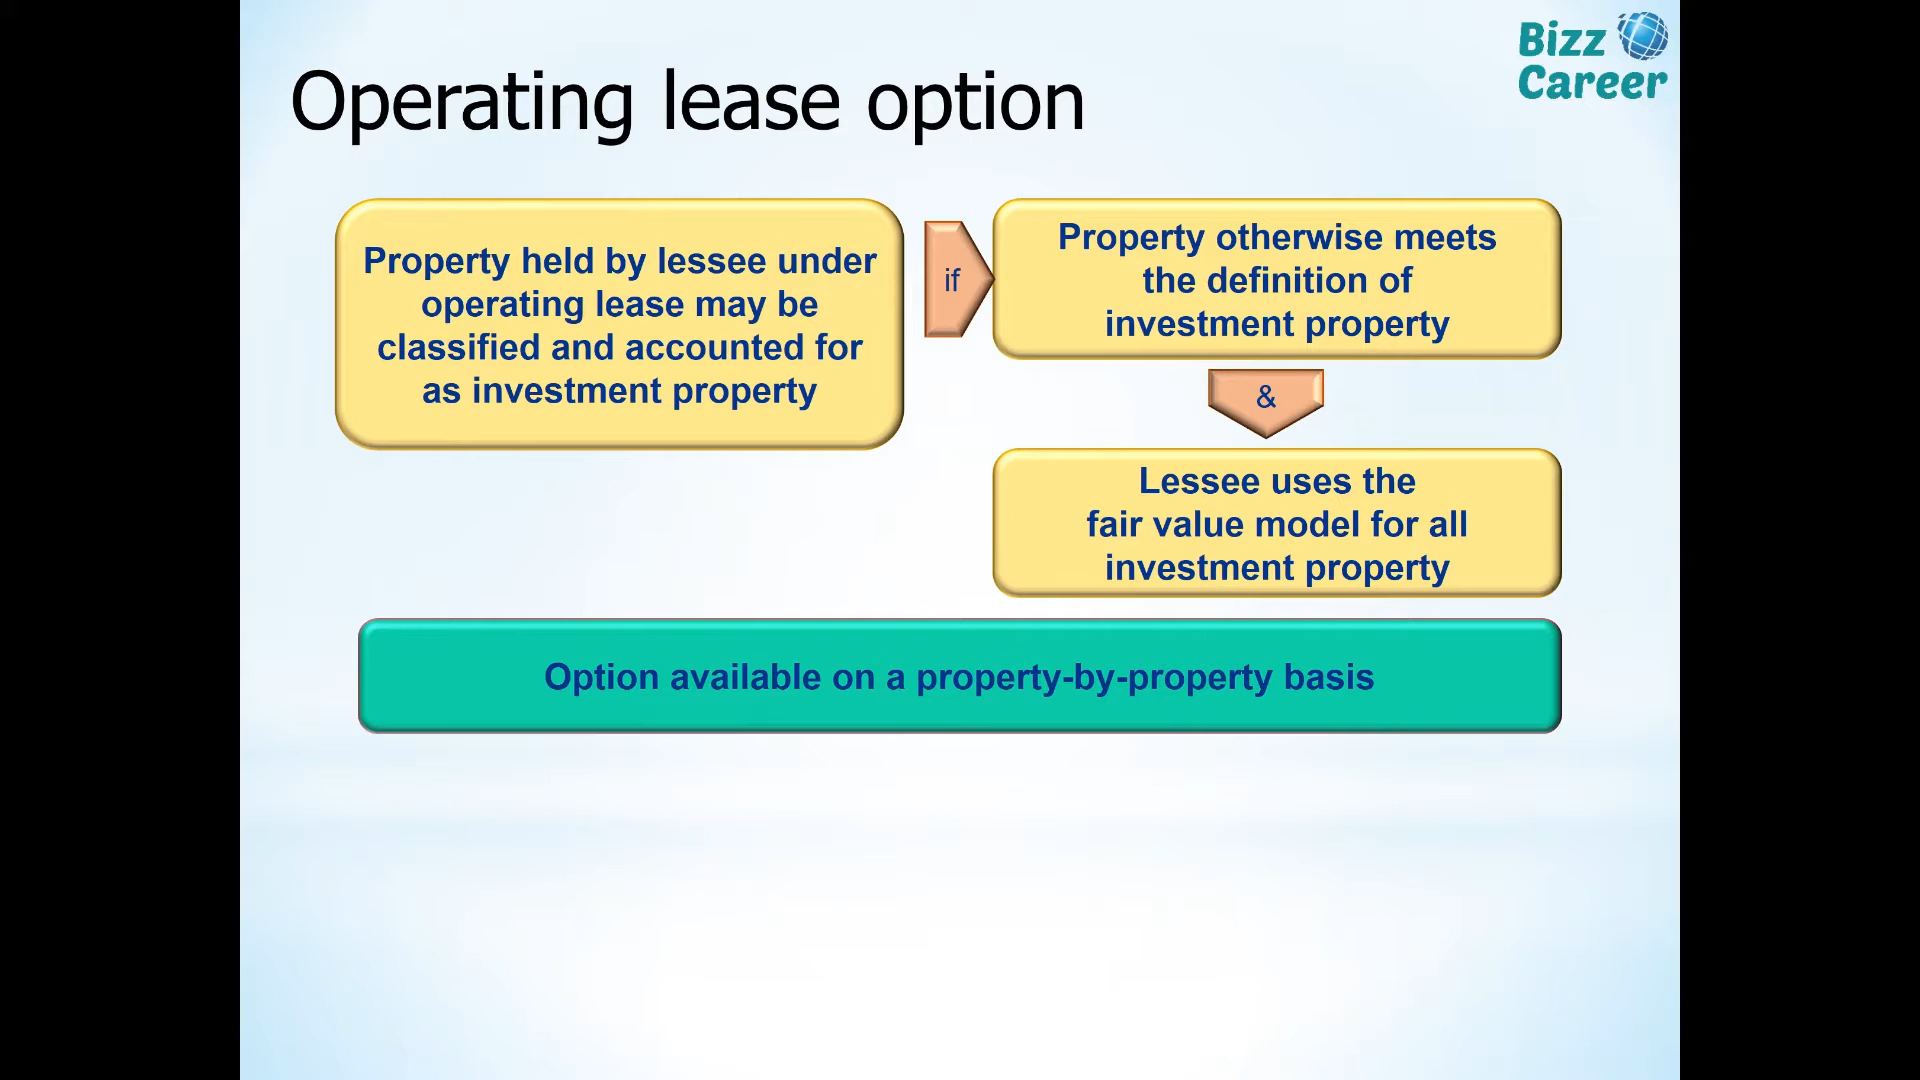 Bizz
Career
Operating lease option
Property held by lessee under
operating lease may be
classified and accounted for
as investment property
if
Property otherwise meets
the definition of
investment property
&
Lessee uses the
fair value model for all
investment property
Option available on a property-by-property basis